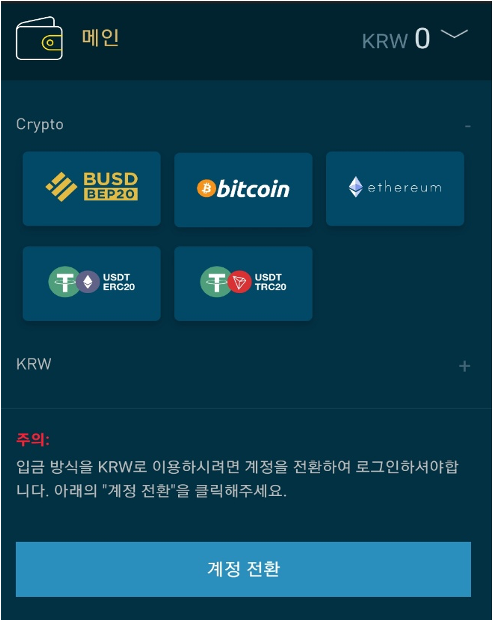 메인
KRW 0
Crypto
-
BUSD
BEP20
bitcoin
ethereum
USDT
ERC20
USDT
TRC20
KRW
+
주의:
입금 방식을 KRW로 이용하시려면 계정을 전환하여 로그인하셔야합
니다. 아래의 "계정 전환"을 클릭해주세요.
계정 전환